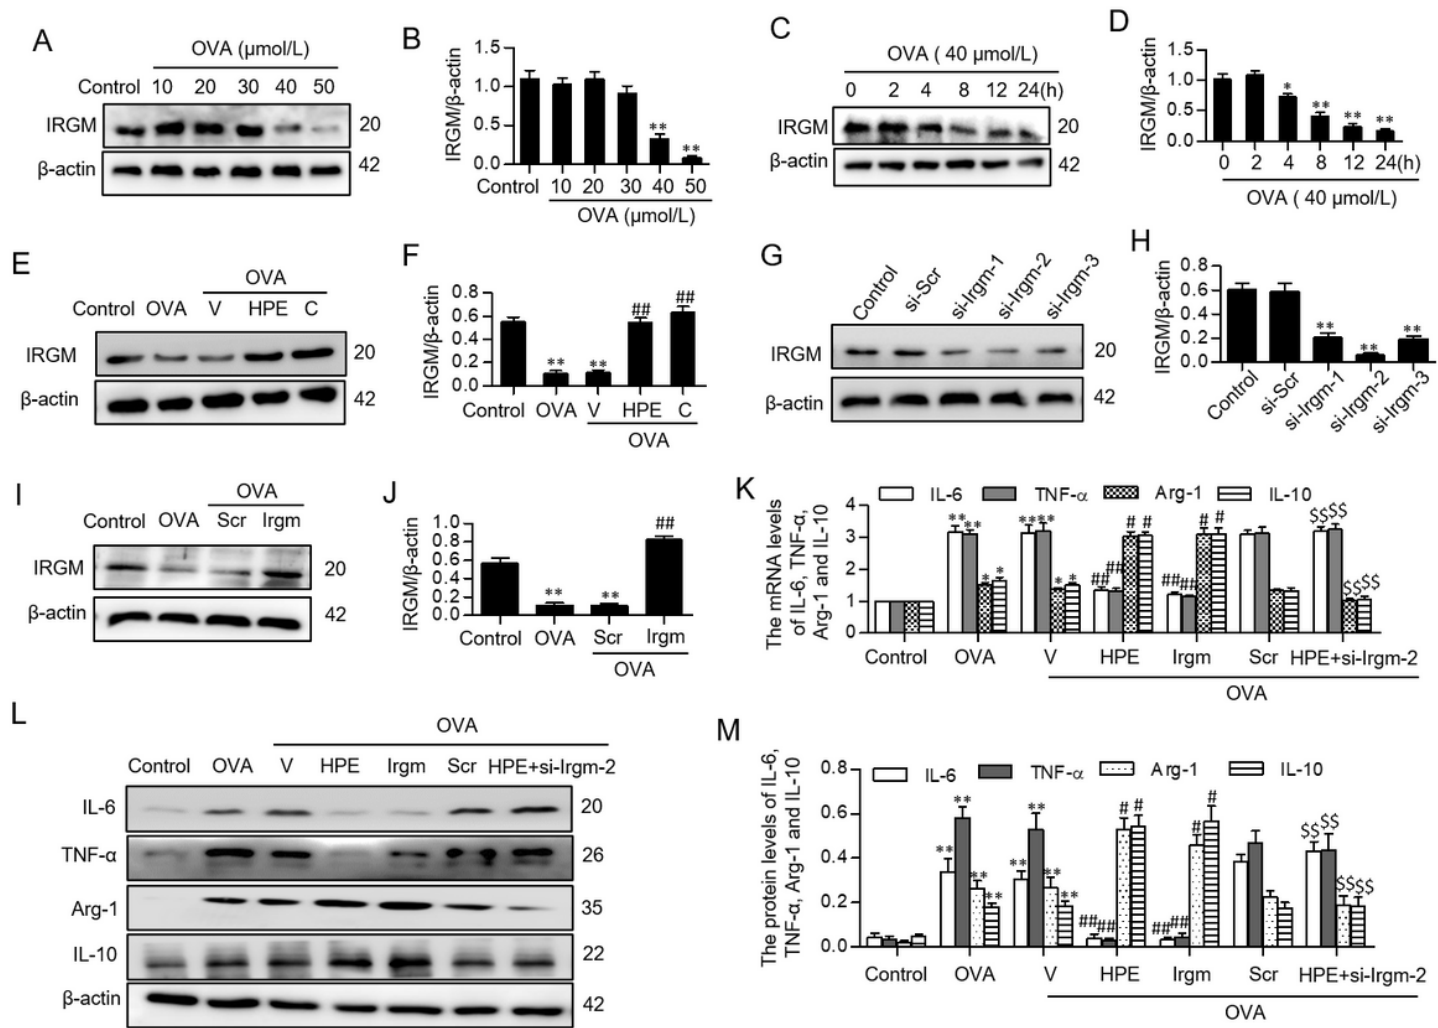 A
OVA (μmol/L)
Control 10 20 30 40 50
IRGM 20
β-actin 42
B
IRGM/β-actin
1.5
1.0
0.5
0.0
** **
Control 10 20 30 40 50
OVA (μmol/L)
C
OVA ( 40 μmol/L)
0 2 4 8 12 24(h)
IRGM 20
β-actin 42
D
IRGM/β-actin
1.5
1.0
0.5
0.0
* ** ** **
0 2 4 8 12 24(h)
OVA ( 40 μmol/L)
E
OVA
Control OVA V HPE C
IRGM 20
β-actin 42
F
IRGM/β-actin
0.8
0.6
0.4
0.2
0.0
** ** ## ##
Control OVA V HPE C
OVA
G
Control si-Scr si-Irgm-1 si-Irgm-2 si-Irgm-3
IRGM 20
β-actin 42
H
IRGM/β-actin
0.8
0.6
0.4
0.2
0.0
** ** **
Control si-Scr si-Irgm-1 si-Irgm-2 si-Irgm-3
I
OVA
Control OVA Scr Irgm
IRGM 20
β-actin 42
J
IRGM/β-actin
1.0
0.8
0.6
0.4
0.2
0.0
** ** ##
Control OVA Scr Irgm
OVA
K
IL-6 TNF-α Arg-1 IL-10
The mRNA levels
of IL-6, TNF-α,
Arg-1 and IL-10
4
3
2
1
0
** ** * * ** ** * * ## ## # # ## ## # # $$ $$ $$ $$
Control OVA V HPE Irgm Scr HPE+si-Irgm-2
OVA
L
OVA
Control OVA V HPE Irgm Scr HPE+si-Irgm-2
IL-6 20
TNF-α 26
Arg-1 35
IL-10 22
β-actin 42
M
IL-6 TNF-α Arg-1 IL-10
The protein levels of IL-6,
TNF-α, Arg-1 and IL-10
0.8
0.6
0.4
0.2
0.0
** ** ** ** ** ** ** ** ## ## # # ## ## # # $$ $$ $$ $$
Control OVA V HPE Irgm Scr HPE+si-Irgm-2
OVA